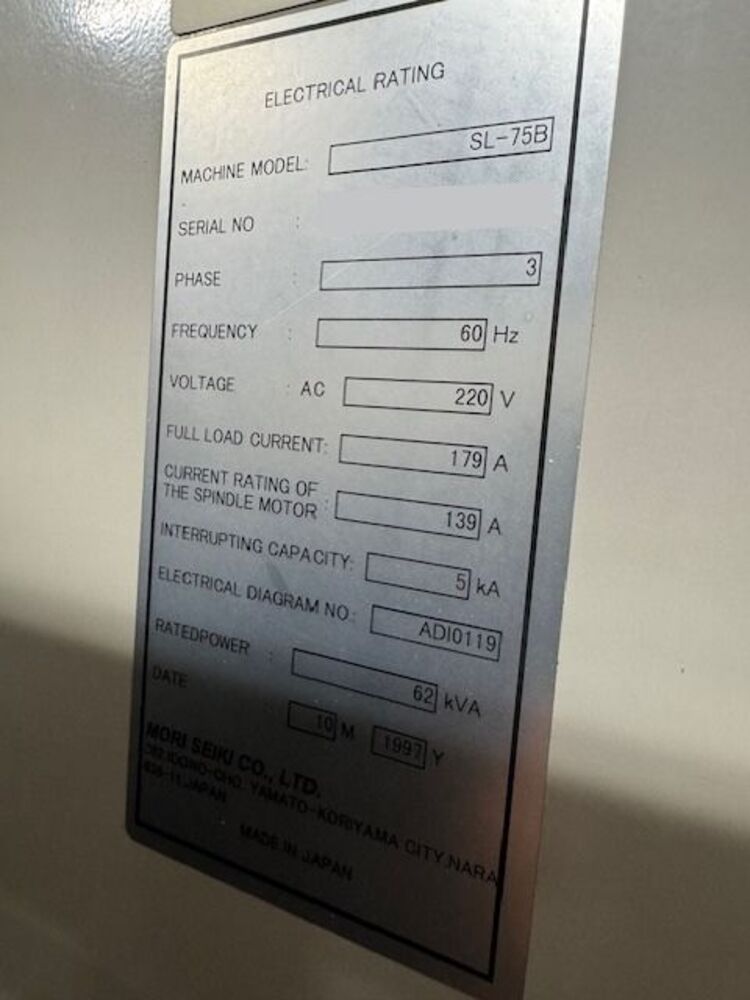 ELECTRICAL RATING
MACHINE MODEL: SL-75B
SERIAL NO :
PHASE : 3
FREQUENCY : 60 Hz
VOLTAGE : AC 220 V
FULL LOAD CURRENT: 179 A
CURRENT RATING OF
THE SPINDLE MOTOR : 139 A
INTERRUPTING CAPACITY: 5 kA
ELECTRICAL DIAGRAM NO: ADI0119
RATEDPOWER : 62 kVA
DATE 10 M 1997 Y
MORI SEIKI CO., LTD.
IDONO-CHO, YAMATO-KORIYAMA CITY, NARA
JAPAN
MADE IN JAPAN